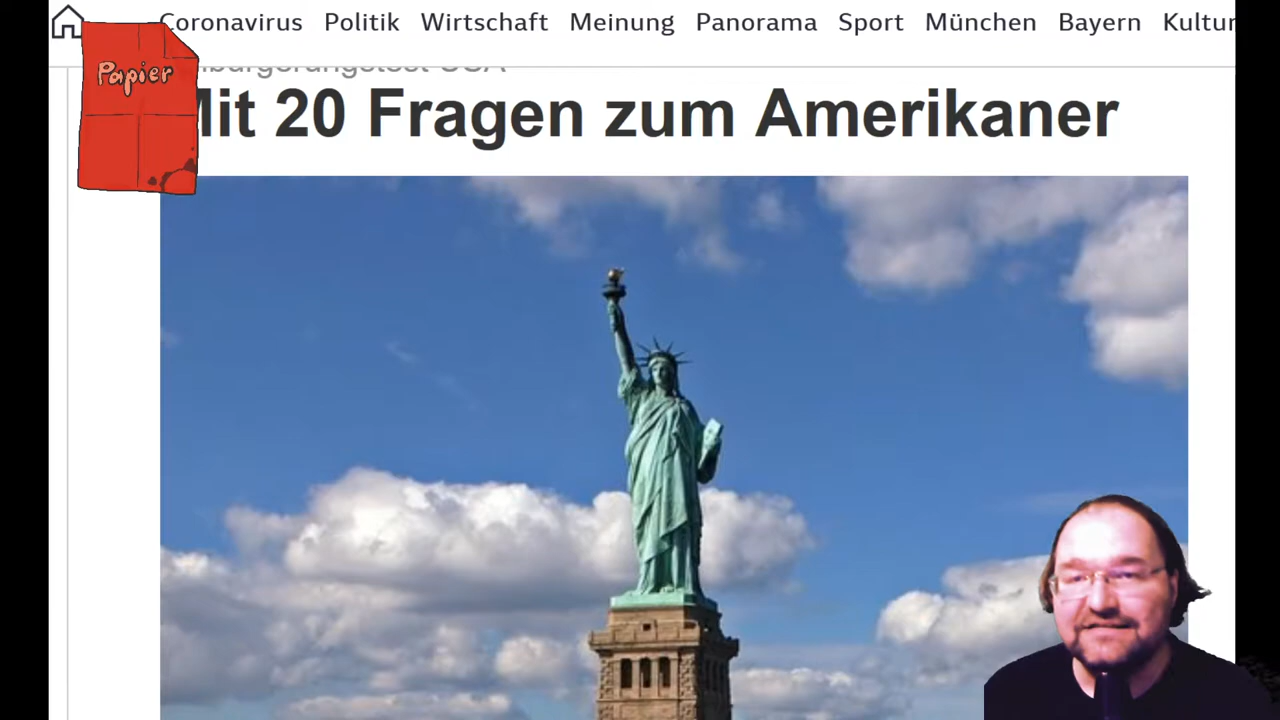 Coronavirus Politik Wirtschaft Meinung Panorama Sport München Bayern Kultur
Papier
Mit 20 Fragen zum Amerikaner